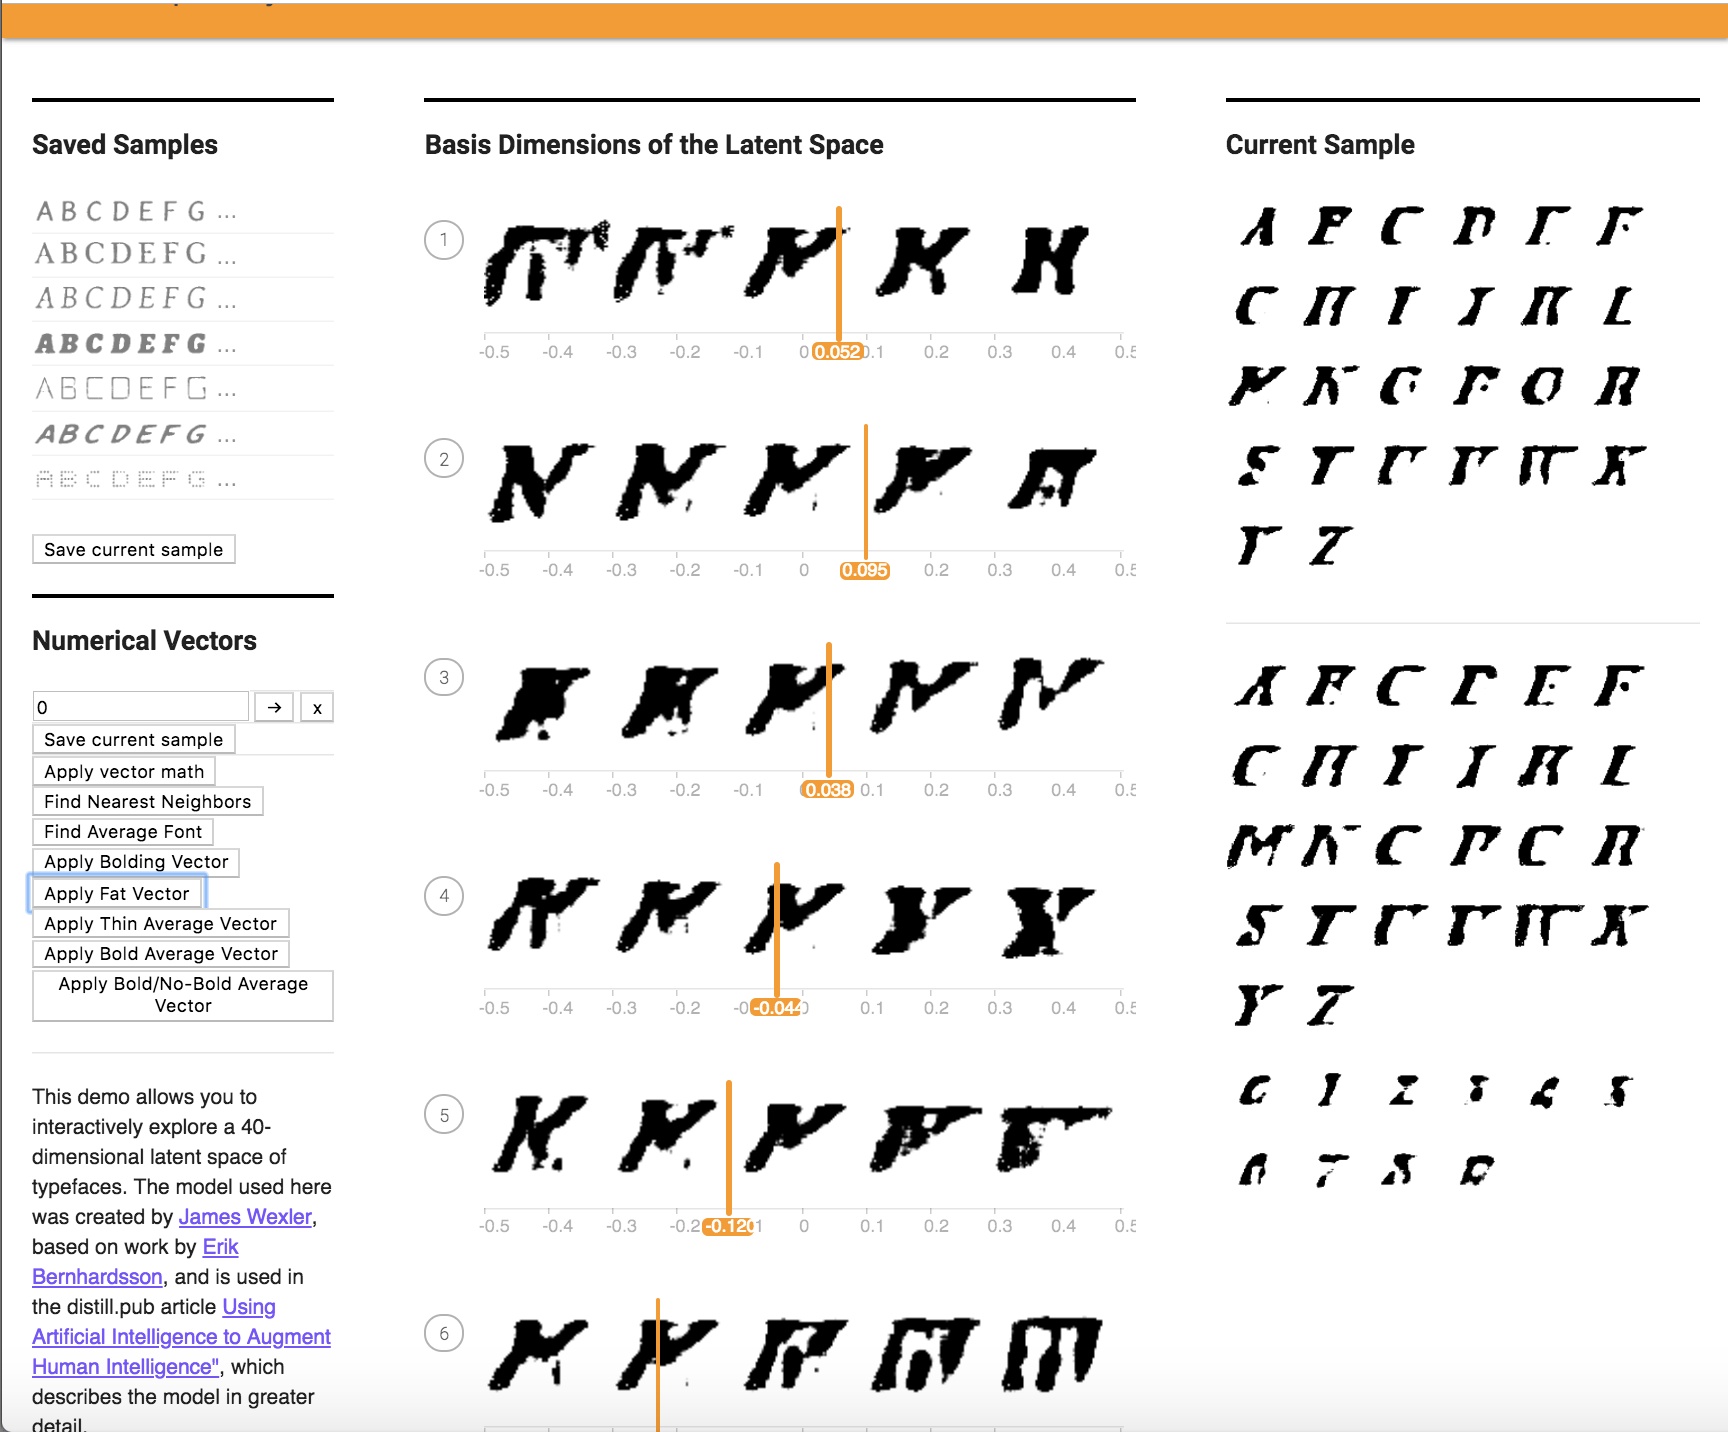 Saved Samples
A B C D E F G ...
A B C D E F G ...
A B C D E F G ...
A B C D E F G ...
A B C D E F G ...
A B C D E F G ...
A B C D E F G ...
Save current sample
Numerical Vectors
0 → x
Save current sample
Apply vector math
Find Nearest Neighbors
Find Average Font
Apply Bolding Vector
Apply Fat Vector
Apply Thin Average Vector
Apply Bold Average Vector
Apply Bold/No-Bold Average
Vector
This demo allows you to
interactively explore a 40-
dimensional latent space of
typefaces. The model used here
was created by James Wexler,
based on work by Erik
Bernhardsson, and is used in
the distill.pub article Using
Artificial Intelligence to Augment
Human Intelligence", which
describes the model in greater
detail.
Basis Dimensions of the Latent Space
1
-0.5 -0.4 -0.3 -0.2 -0.1 0 0.052 0.1 0.2 0.3 0.4 0.5
2
-0.5 -0.4 -0.3 -0.2 -0.1 0 0.095 0.2 0.3 0.4 0.5
3
-0.5 -0.4 -0.3 -0.2 -0.1 0.038 0.1 0.2 0.3 0.4 0.5
4
-0.5 -0.4 -0.3 -0.2 -0.044 0.1 0.2 0.3 0.4 0.5
5
-0.5 -0.4 -0.3 -0.2 -0.120 0 0.1 0.2 0.3 0.4 0.5
6
Current Sample
A F C D F
C I L
C F O R
S T
Z
A F C D E F
C I L
M C P C
S T
Y Z